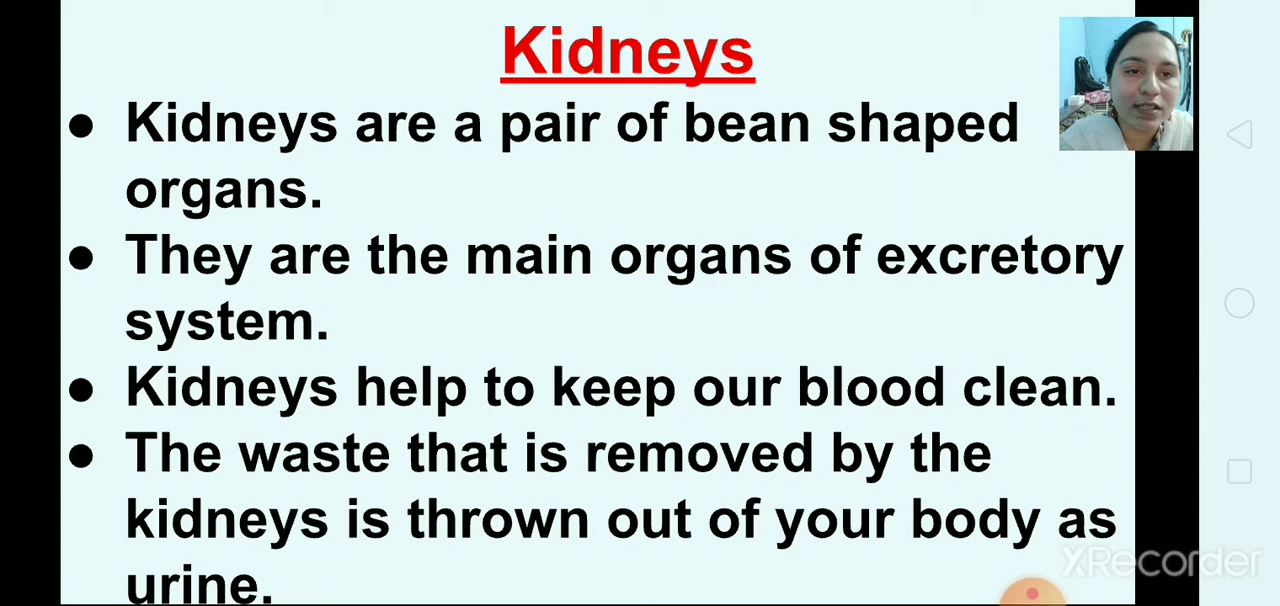 Kidneys
● Kidneys are a pair of bean shaped
organs.
● They are the main organs of excretory
system.
● Kidneys help to keep our blood clean.
● The waste that is removed by the
kidneys is thrown out of your body as
urine.
XRecorder